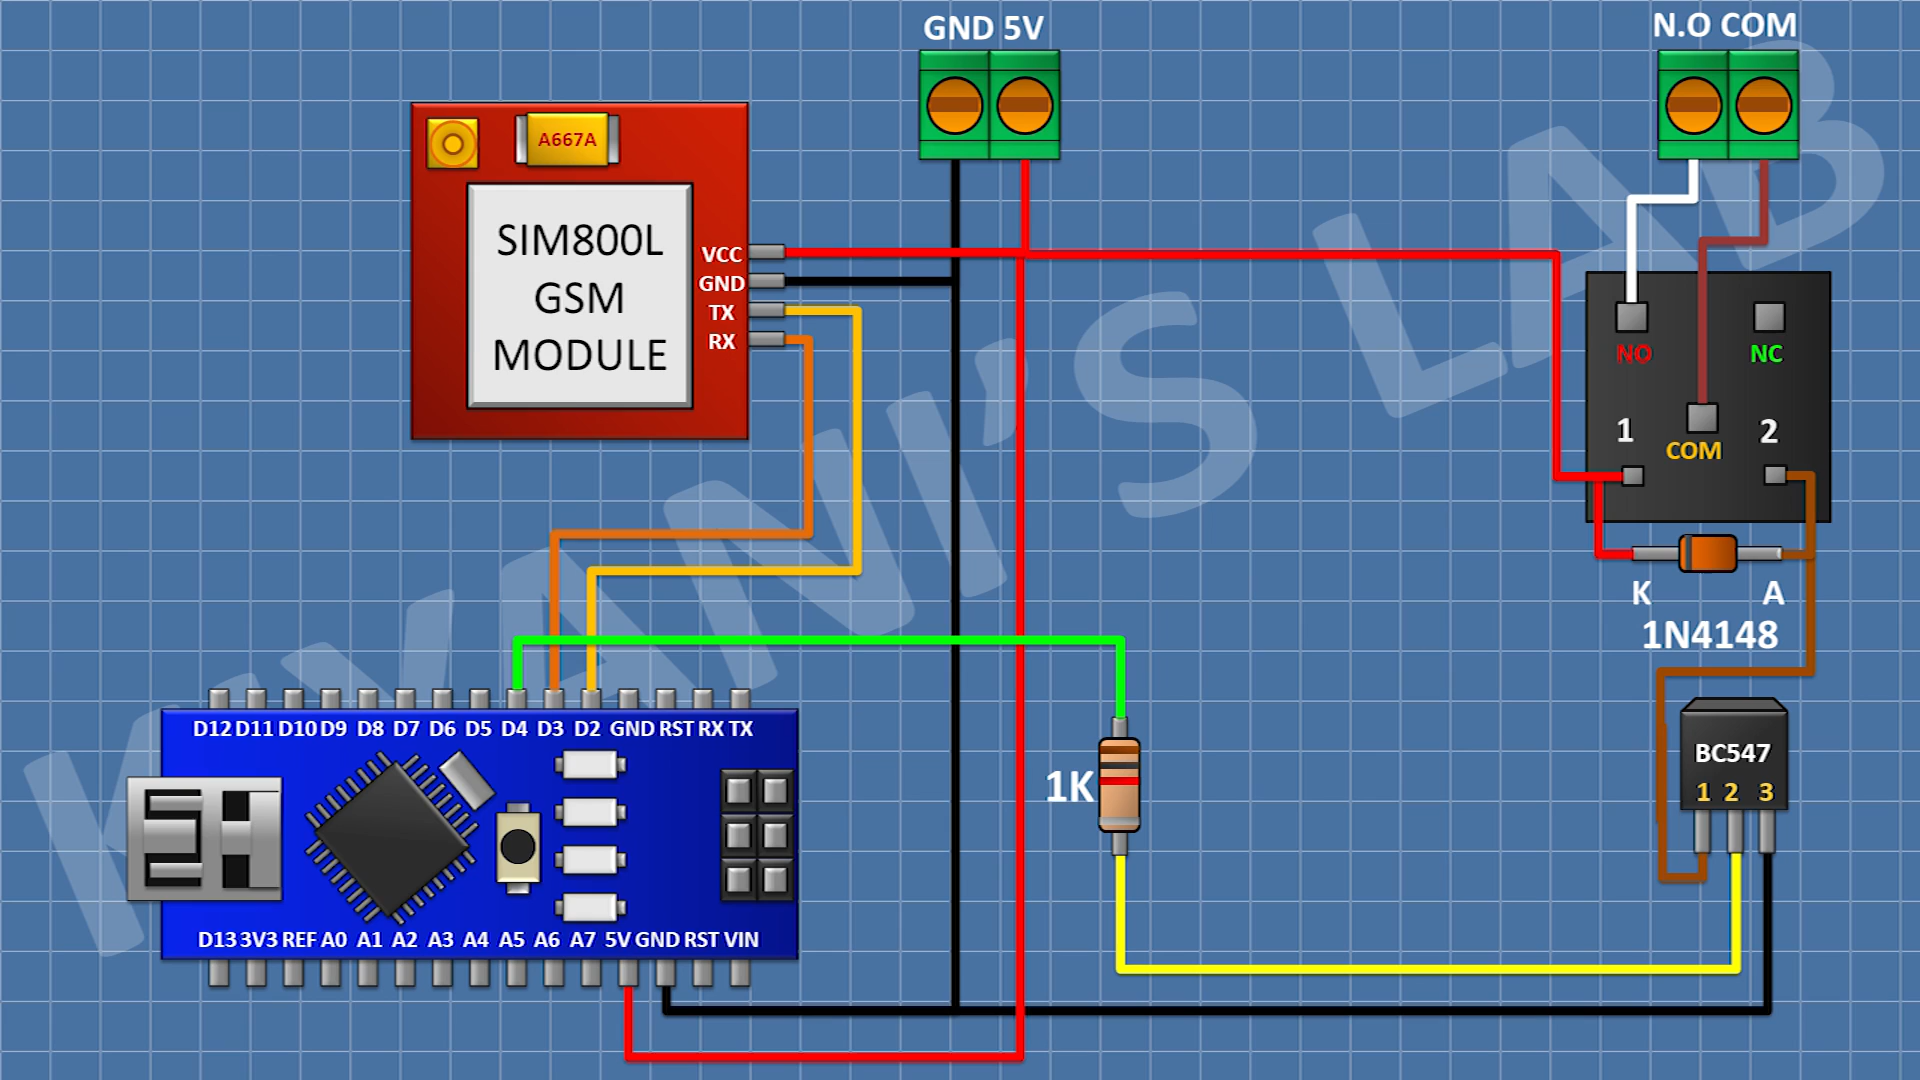 GND 5V
N.O COM
A667A
SIM800L
GSM
MODULE
VCC
GND
TX
RX
NO
NC
1
COM
2
K
A
1N4148
KYANI'S LAB
D12 D11 D10 D9 D8 D7 D6 D5 D4 D3 D2 GND RST RX TX
1K
BC547
1 2 3
D13 3V3 REF A0 A1 A2 A3 A4 A5 A6 A7 5V GND RST VIN